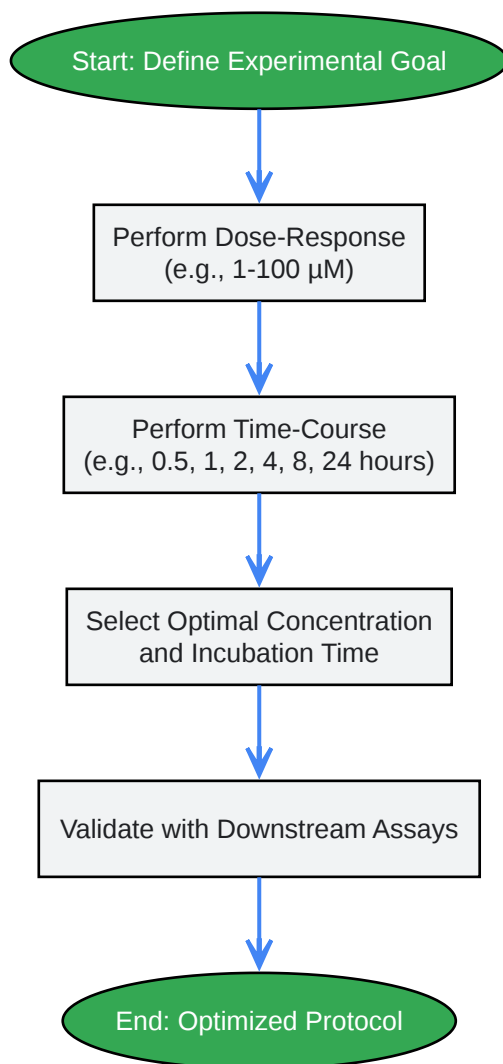 Start: Define Experimental Goal
Perform Dose-Response
(e.g., 1-100 µM)
Perform Time-Course
(e.g., 0.5, 1, 2, 4, 8, 24 hours)
Select Optimal Concentration
and Incubation Time
Validate with Downstream Assays
End: Optimized Protocol